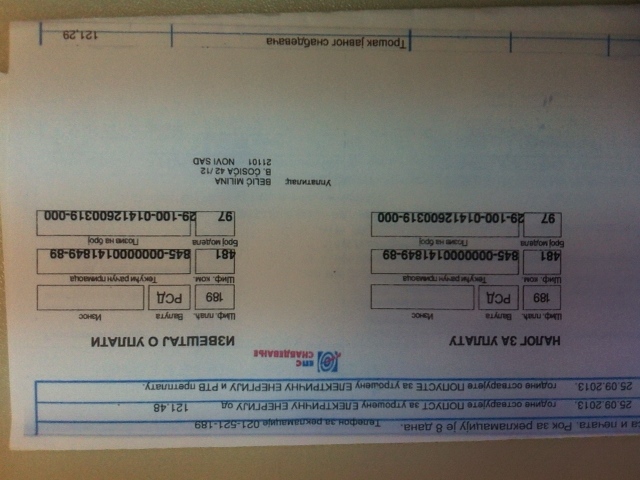 ка и печата. Рок за рекламацију је 8 дана. Телефон за рекламације 021-521-189
25.09.2013. године остварујете ПОПУСТ за утрошену ЕЛЕКТРИЧНУ ЕНЕРГИЈУ од 121,48
25.09.2013. године остварујете ПОПУСТЕ за утрошену ЕЛЕКТРИЧНУ ЕНЕРГИЈУ и РТВ претплату.
ЕПС
СНАБДЕВАЊЕ
НАЛОГ ЗА УПЛАТУ
Шиф. плаћ. Валута Износ
189 РСД
Шиф. ком. Текући рачун примаоца
481 845-0000000141849-89
Број модела Позив на број
97 29-100-01412600319-000
ИЗВЕШТАЈ О УПЛАТИ
Шиф. плаћ. Валута Износ
189 РСД
Шиф. ком. Текући рачун примаоца
481 845-0000000141849-89
Број модела Позив на број
97 29-100-01412600319-000
Уплатилац: BELIĆ MILINA
B. ĆOSIĆA 42 /12
21101 NOVI SAD
Трошак јавног снабдевача 121,29